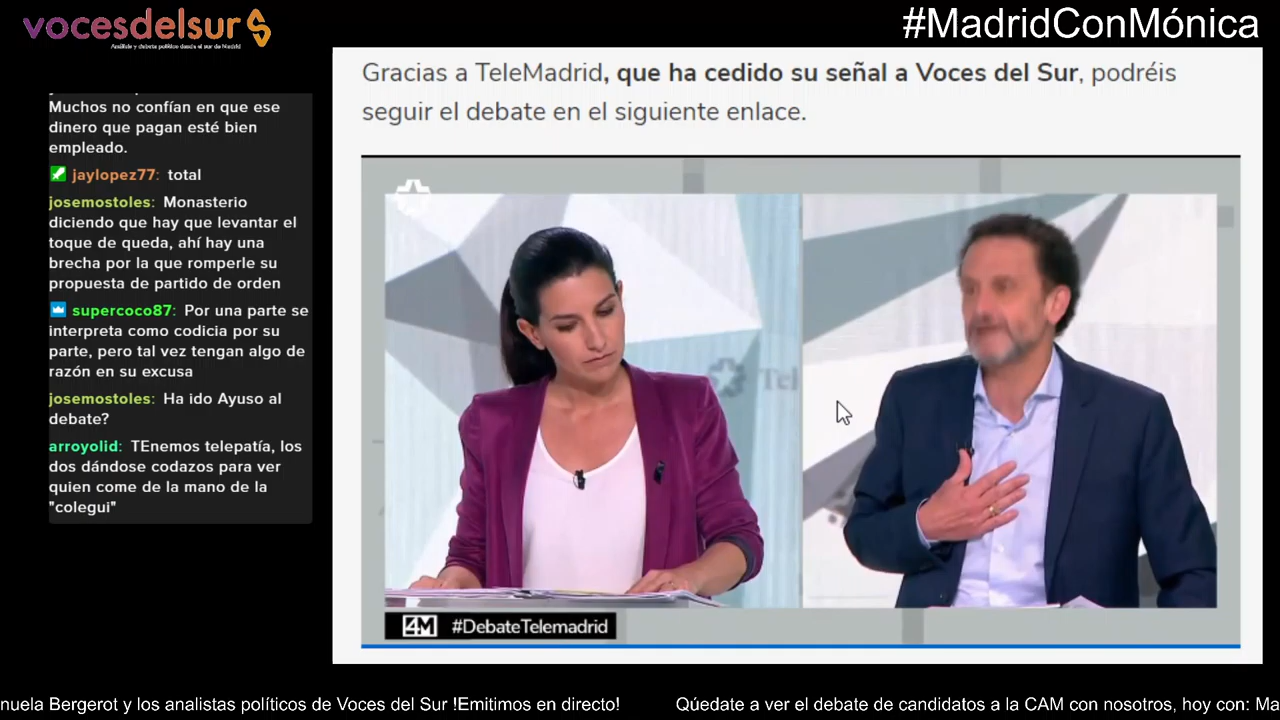 vocesdelsur
Análisis y debate político desde el sur de Madrid
#MadridConMónica
Muchos no confían en que ese
dinero que pagan esté bien
empleado.
jaylopez77: total
josemostoles: Monasterio
diciendo que hay que levantar el
toque de queda, ahí hay una
brecha por la que romperle su
propuesta de partido de orden
supercoco87: Por una parte se
interpreta como codicia por su
parte, pero tal vez tengan algo de
razón en su excusa
josemostoles: Ha ido Ayuso al
debate?
arroyolid: TEnemos telepatía, los
dos dándose codazos para ver
quien come de la mano de la
"colegui"
Gracias a TeleMadrid, que ha cedido su señal a Voces del Sur, podréis
seguir el debate en el siguiente enlace.
Tel
4M #DebateTelemadrid
nuela Bergerot y los analistas políticos de Voces del Sur !Emitimos en directo! Qúedate a ver el debate de candidatos a la CAM con nosotros, hoy con: Ma